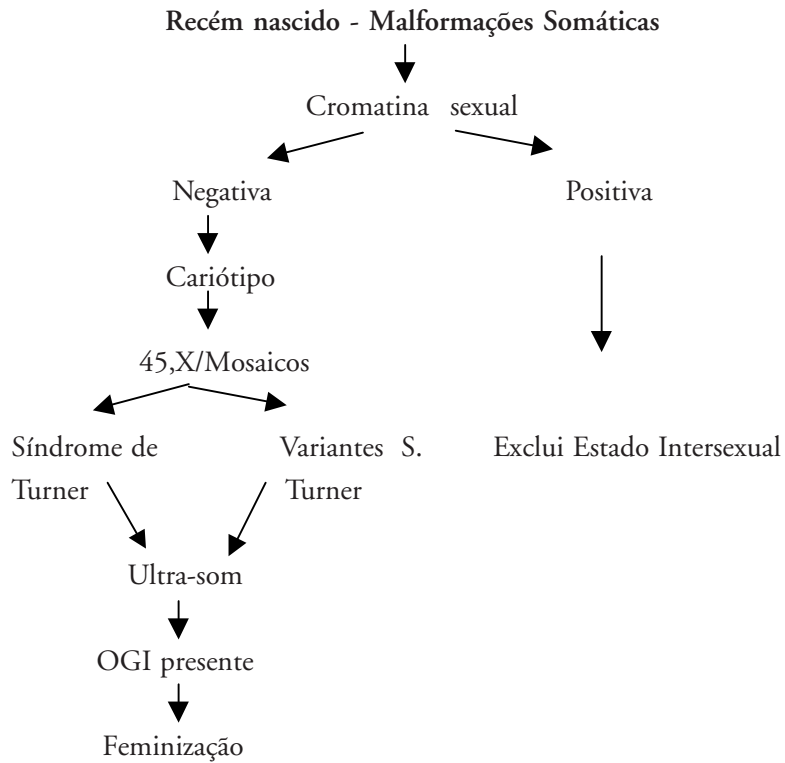 Recém nascido - Malformações Somáticas
Cromatina sexual
Negativa
Positiva
Cariótipo
45,X/Mosaicos
Síndrome de
Turner
Variantes S.
Turner
Exclui Estado Intersexual
Ultra-som
OGI presente
Feminização